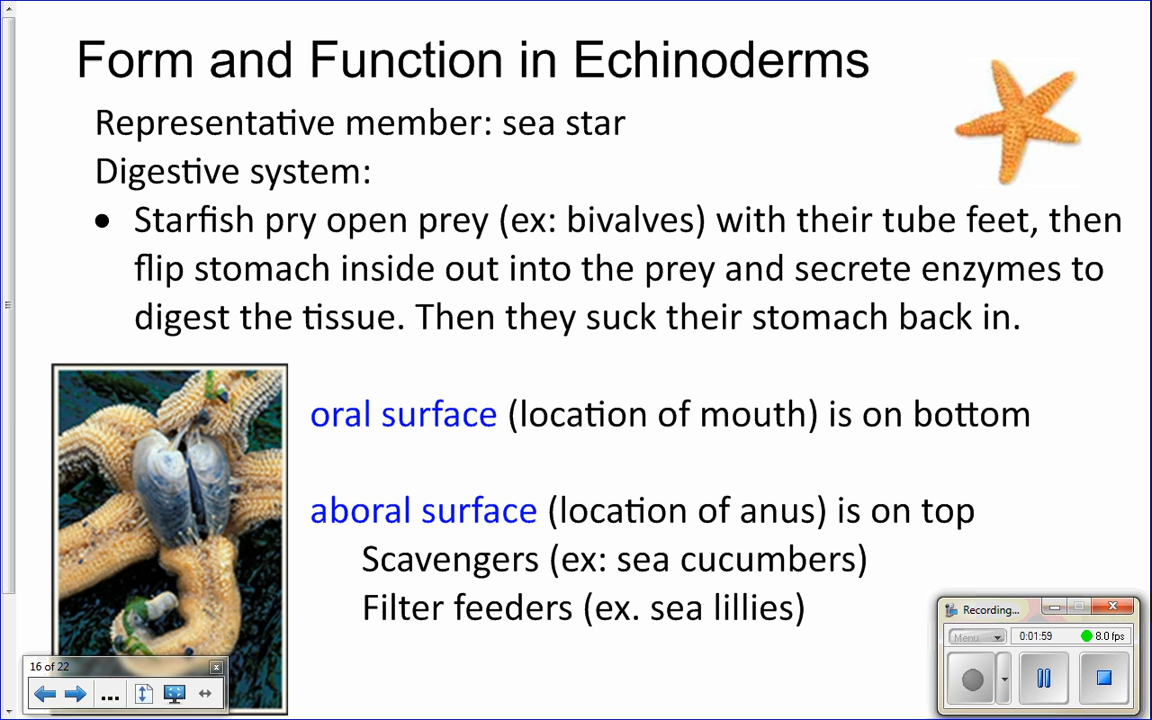 Form and Function in Echinoderms
Representative member: sea star
Digestive system:
● Starfish pry open prey (ex: bivalves) with their tube feet, then
flip stomach inside out into the prey and secrete enzymes to
digest the tissue. Then they suck their stomach back in.
oral surface (location of mouth) is on bottom
aboral surface (location of anus) is on top
Scavengers (ex: sea cucumbers)
Filter feeders (ex. sea lillies)
Recording...
Menu
0:01:59
8.0 fps
16 of 22